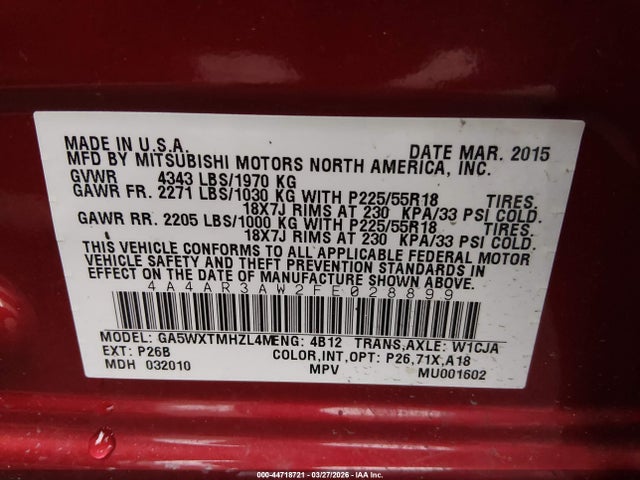 MADE IN U.S.A. DATE MAR. 2015
MFD BY MITSUBISHI MOTORS NORTH AMERICA, INC.
GVWR 4343 LBS/1970 KG
GAWR FR. 2271 LBS/1030 KG WITH P225/55R18 TIRES.
18X7J RIMS AT 230 KPA/33 PSI COLD.
GAWR RR. 2205 LBS/1000 KG WITH P225/55R18 TIRES.
18X7J RIMS AT 230 KPA/33 PSI COLD.
THIS VEHICLE CONFORMS TO ALL APPLICABLE FEDERAL MOTOR
VEHICLE SAFETY AND THEFT PREVENTION STANDARDS IN
EFFECT ON THE DATE OF MANUFACTURE SHOWN ABOVE.
4A4AR3AW2FE028899
MODEL: GA5WXTMHZL4M ENG: 4B12 TRANS,AXLE: W1CJA
EXT: P26B COLOR,INT,OPT: P26,71X,A18
MDH 032010 MPV MU001602
00-44718721 - 03/27/2026 - COPYRIGHT IAA, INC.